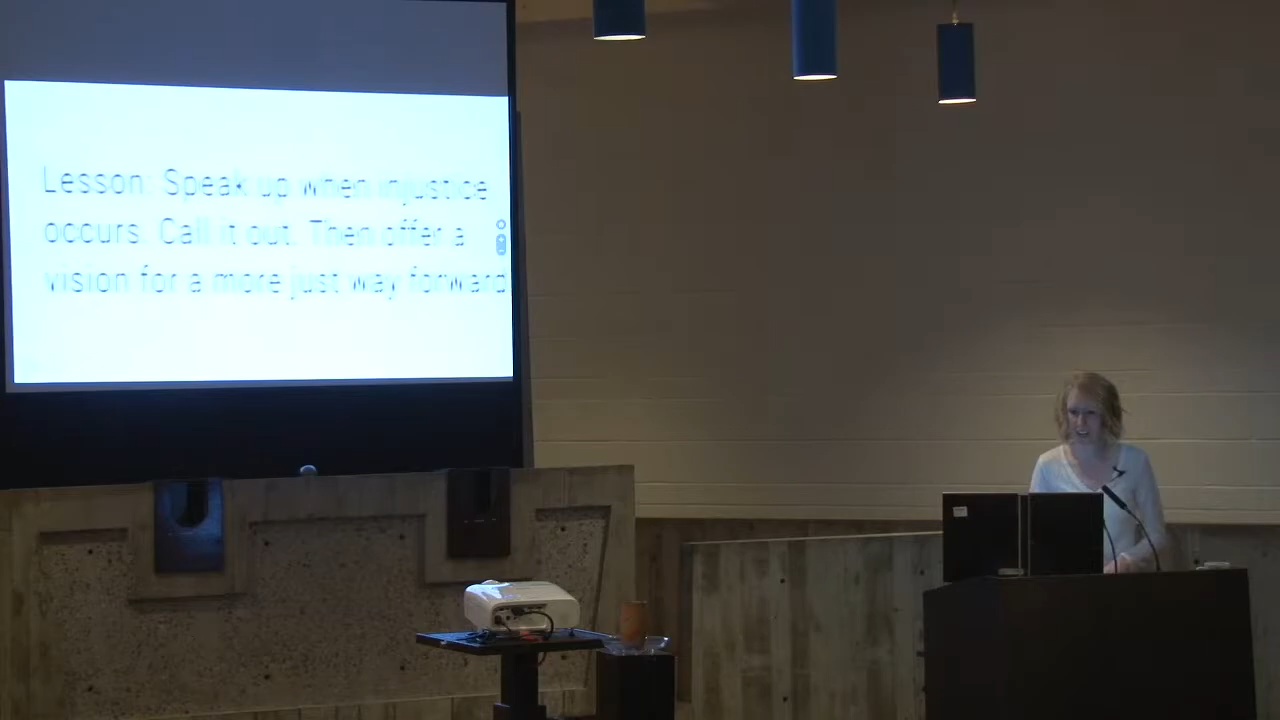 Lesson: Speak up when injustice
occurs. Call it out. Then offer a
vision for a more just way forward